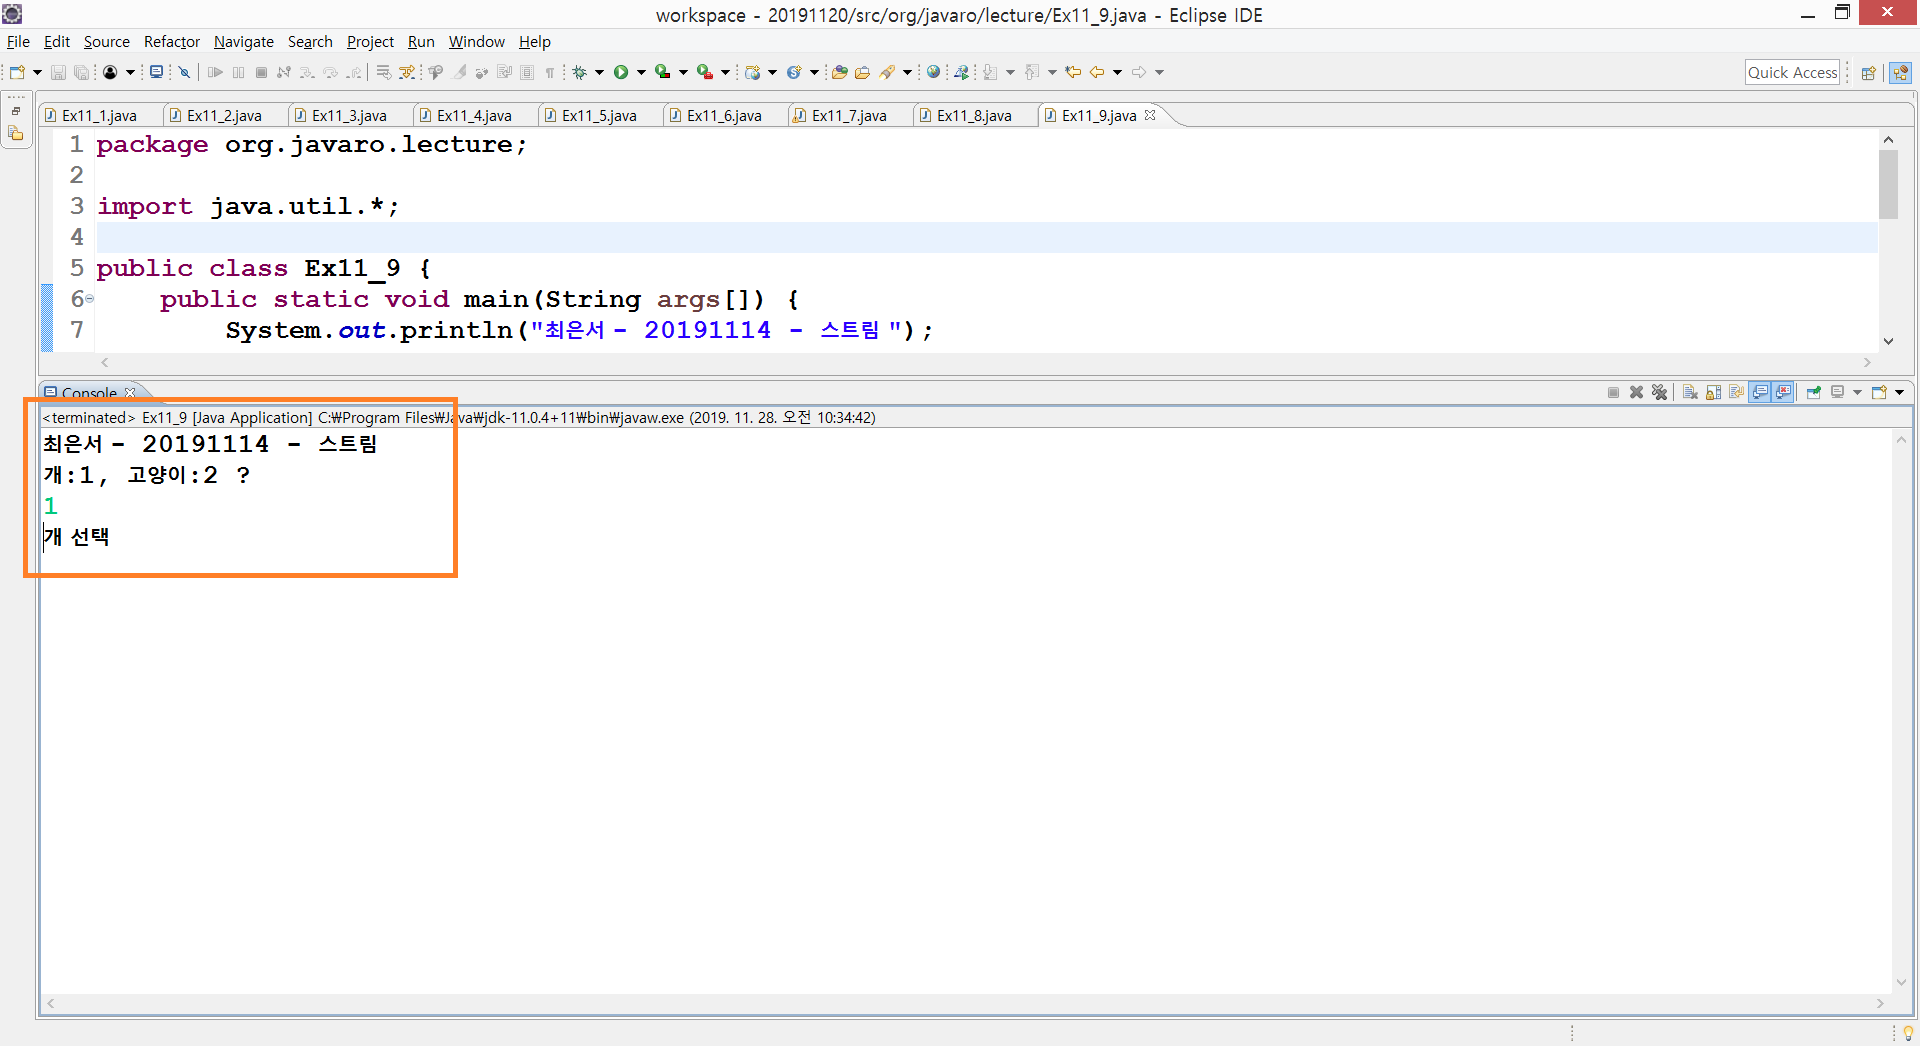 workspace - 20191120/src/org/javaro/lecture/Ex11_9.java - Eclipse IDE
File Edit Source Refactor Navigate Search Project Run Window Help
Quick Access
Ex11_1.java Ex11_2.java Ex11_3.java Ex11_4.java Ex11_5.java Ex11_6.java Ex11_7.java Ex11_8.java Ex11_9.java
1 package org.javaro.lecture;
2
3 import java.util.*;
4
5 public class Ex11_9 {
6 public static void main(String args[]) {
7 System.out.println("최은서 - 20191114 - 스트림 ");
Console
<terminated> Ex11_9 [Java Application] C:₩Program Files₩Java₩jdk-11.0.4+11₩bin₩javaw.exe (2019. 11. 28. 오전 10:34:42)
최은서 - 20191114 - 스트림
개:1, 고양이:2 ?
1
개 선택